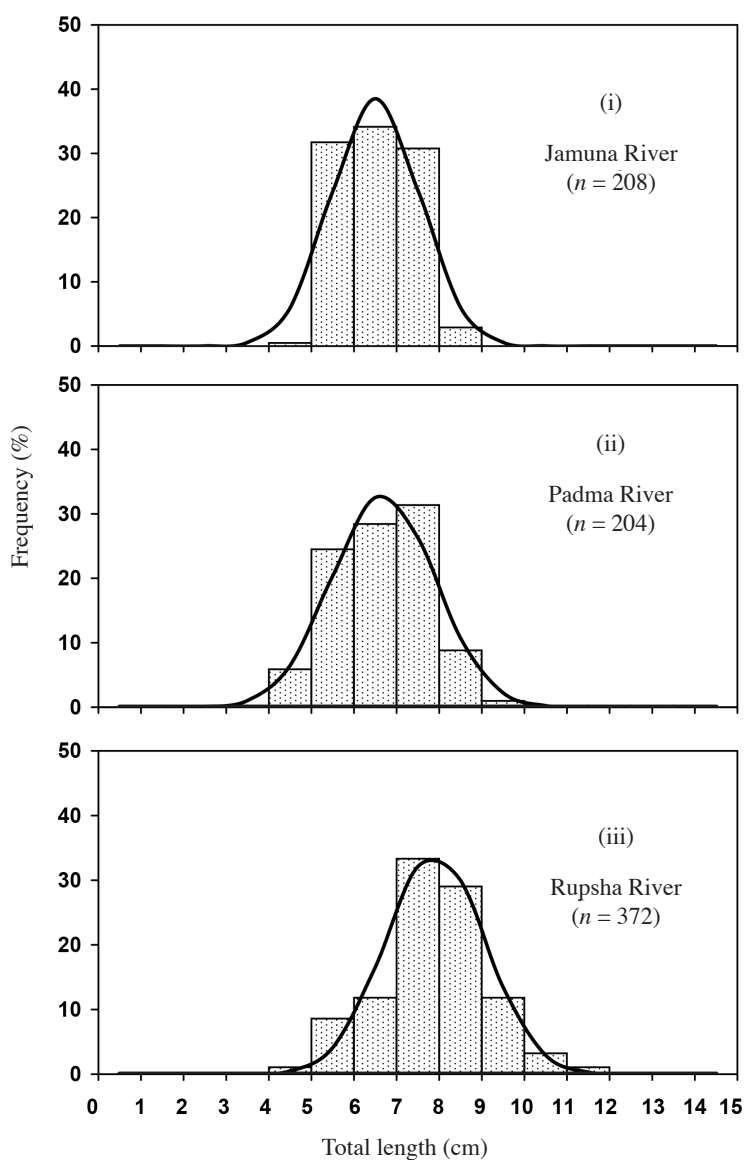 50
40
30
20
10
0
(i)
Jamuna River
(n = 208)
50
40
30
20
10
0
(ii)
Padma River
(n = 204)
Frequency (%)
50
40
30
20
10
0
(iii)
Rupsha River
(n = 372)
0 1 2 3 4 5 6 7 8 9 10 11 12 13 14 15
Total length (cm)